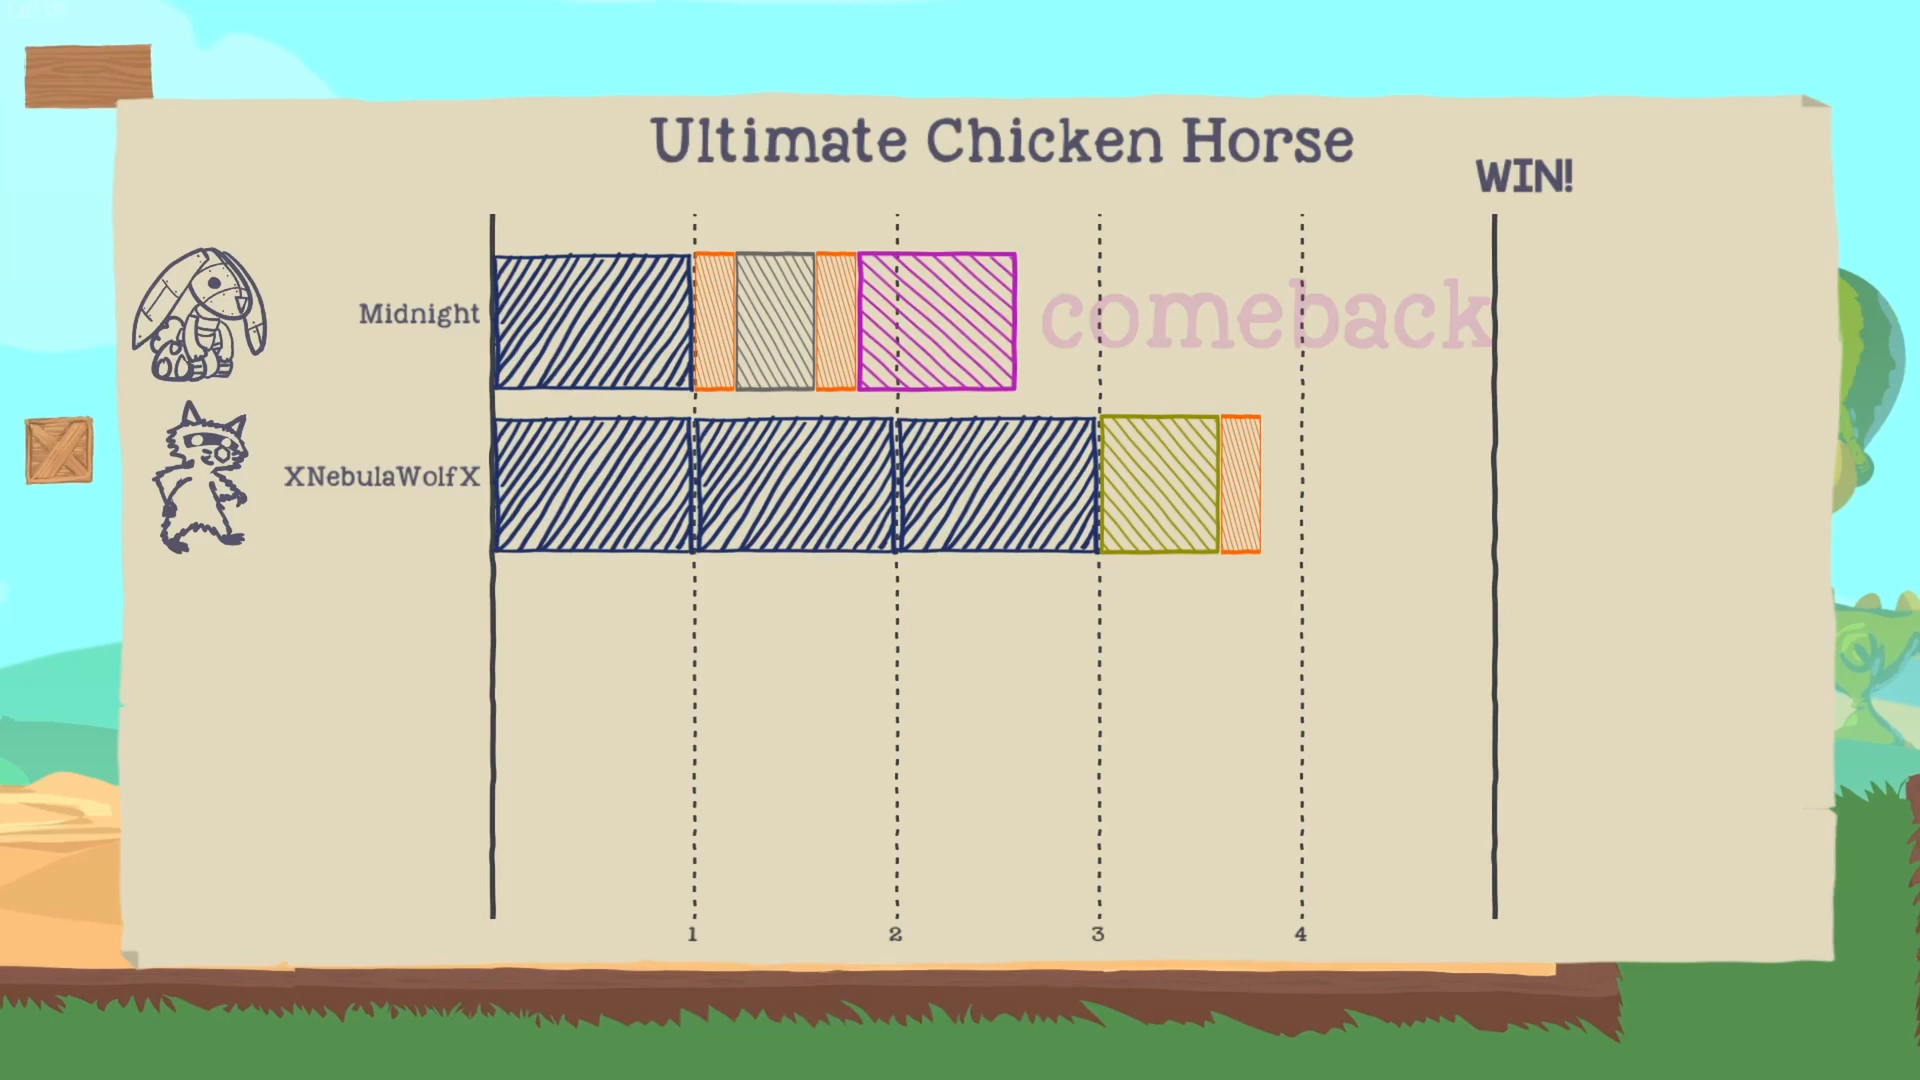 Ultimate Chicken Horse
WIN!
Midnight
comeback
XNebulaWolfX
1 2 3 4